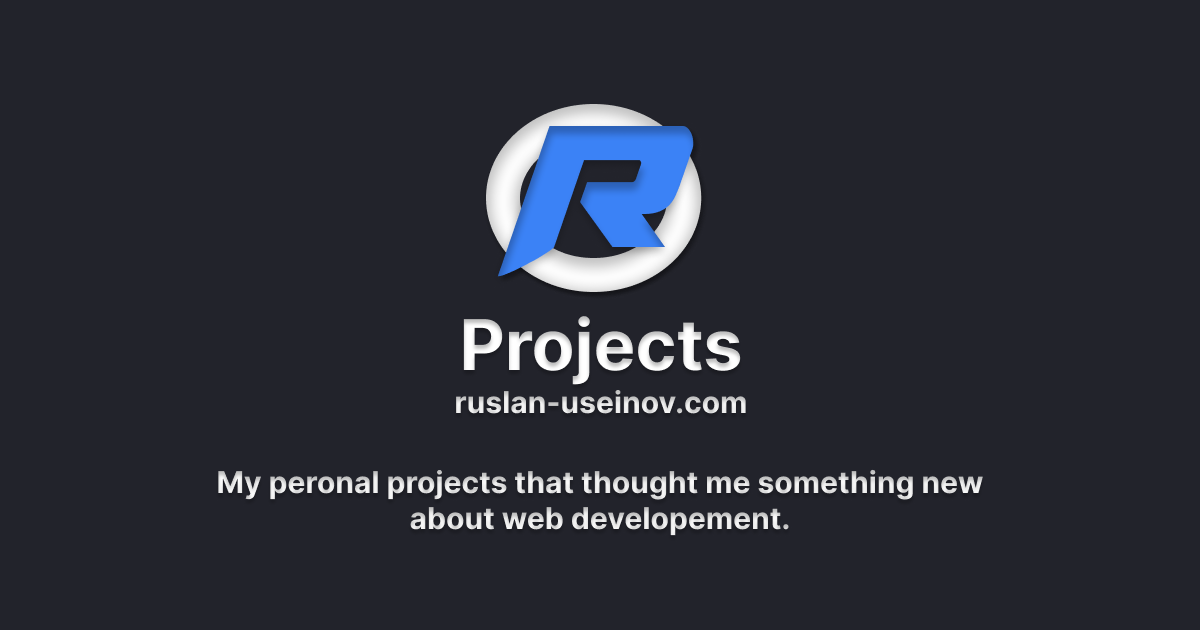 R
Projects
ruslan-useinov.com
My peronal projects that thought me something new
about web developement.